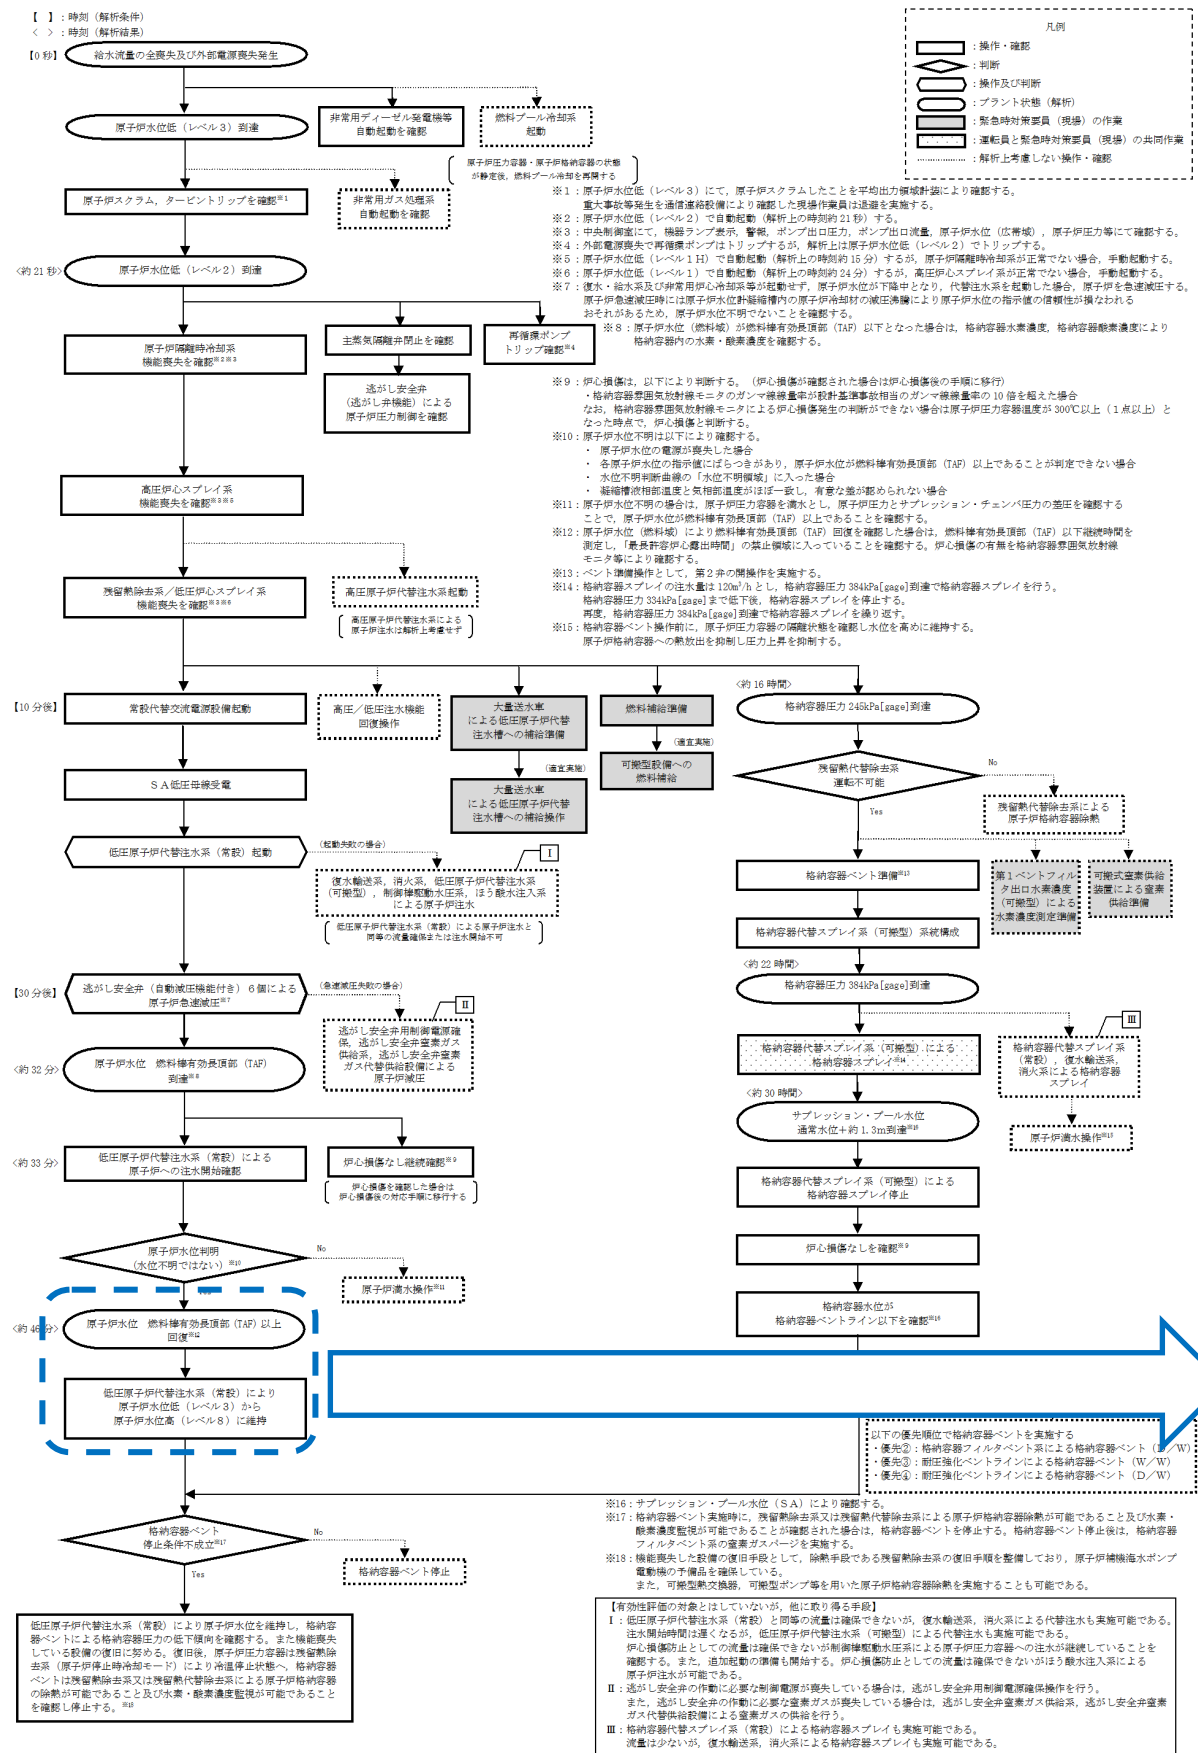 【　】：時刻（解析条件）
〈　〉：時刻（解析結果）
【0秒】
給水流量の全喪失及び外部電源喪失発生
凡例
：操作・確認
：判断
：操作及び判断
：プラント状態（解析）
：緊急時対策要員（現場）の作業
：運転員と緊急時対策要員（現場）の共同作業
：解析上考慮しない操作・確認
原子炉水位低（レベル３）到達
非常用ディーゼル発電機等
自動起動を確認
燃料プール冷却系
起動
原子炉圧力容器・原子炉格納容器の状態
が静定後，燃料プール冷却を再開する
原子炉スクラム，タービントリップを確認※1
非常用ガス処理系
自動起動を確認
※１：原子炉水位低（レベル３）にて，原子炉スクラムしたことを平均出力領域計装により確認する。
重大事故等発生を通信連絡設備により確認した現場作業員は退避を実施する。
※２：原子炉水位低（レベル２）で自動起動（解析上の時刻約21秒）する。
※３：中央制御室にて，機器ランプ表示，警報，ポンプ出口圧力，ポンプ出口流量，原子炉水位（広帯域），原子炉圧力等にて確認する。
※４：外部電源喪失で再循環ポンプはトリップするが，解析上は原子炉水位低（レベル２）でトリップする。
※５：原子炉水位低（レベル１Ｈ）で自動起動（解析上の時刻約15分）するが，原子炉隔離時冷却系が正常でない場合，手動起動する。
※６：原子炉水位低（レベル１）で自動起動（解析上の時刻約24分）するが，高圧炉心スプレイ系が正常でない場合，手動起動する。
※７：復水・給水系及び非常用炉心冷却系等が起動せず，原子炉水位が下降中となり，代替注水系を起動した場合，原子炉を急速減圧する。
原子炉急速減圧時には原子炉水位計凝縮槽内の原子炉冷却材の減圧沸騰により原子炉水位の指示値の信頼性が損なわれる
おそれがあるため，原子炉水位不明でないことを確認する。
※８：原子炉水位（燃料域）が燃料棒有効長頂部（TAF）以下となった場合は，格納容器水素濃度，格納容器酸素濃度により
格納容器内の水素・酸素濃度を確認する。
〈約21秒〉
原子炉水位低（レベル２）到達
原子炉隔離時冷却系
機能喪失を確認※2※3
主蒸気隔離弁閉止を確認
再循環ポンプ
トリップ確認※4
逃がし安全弁
（逃がし弁機能）による
原子炉圧力制御を確認
※９：炉心損傷は，以下により判断する。（炉心損傷が確認された場合は炉心損傷後の手順に移行）
・格納容器雰囲気放射線モニタのガンマ線線量率が設計基準事故相当のガンマ線線量率の10倍を超えた場合
なお，格納容器雰囲気放射線モニタによる炉心損傷発生の判断ができない場合は原子炉圧力容器温度が300℃以上（１点以上）と
なった時点で，炉心損傷と判断する。
※10：原子炉水位不明は以下により確認する。
・　原子炉水位の電源が喪失した場合
・　各原子炉水位の指示値にばらつきがあり，原子炉水位が燃料棒有効長頂部（TAF）以上であることが判定できない場合
・　水位不明判断曲線の「水位不明領域」に入った場合
・　凝縮槽液相部温度と気相部温度がほぼ一致し，有意な差が認められない場合
※11：原子炉水位不明の場合は，原子炉圧力容器を満水とし，原子炉圧力とサプレッション・チェンバ圧力の差圧を確認する
ことで，原子炉水位が燃料棒有効長頂部（TAF）以上であることを確認する。
※12：原子炉水位（燃料域）により燃料棒有効長頂部（TAF）回復を確認した場合は，燃料棒有効長頂部（TAF）以下継続時間を
測定し，「最長許容炉心露出時間」の禁止領域に入っていることを確認する。炉心損傷の有無を格納容器雰囲気放射線
モニタ等により確認する。
※13：ベント準備操作として，第２弁の開操作を実施する。
※14：格納容器スプレイの注水量は120m³/hとし，格納容器圧力384kPa[gage]到達で格納容器スプレイを行う。
格納容器圧力334kPa[gage]まで低下後，格納容器スプレイを停止する。
再度，格納容器圧力384kPa[gage]到達で格納容器スプレイを繰り返す。
※15：格納容器ベント操作前に，原子炉圧力容器の隔離状態を確認し水位を高めに維持する。
原子炉格納容器への熱放出を抑制し圧力上昇を抑制する。
高圧炉心スプレイ系
機能喪失を確認※3※5
残留熱除去系／低圧炉心スプレイ系
機能喪失を確認※3※6
高圧原子炉代替注水系起動
高圧原子炉代替注水系による
原子炉注水は解析上考慮せず
【10分後】
常設代替交流電源設備起動
高圧／低圧注水機能
回復操作
大量送水車
による低圧原子炉代替
注水槽への補給準備
燃料補給準備
〈約16時間〉
格納容器圧力245kPa[gage]到達
（適宜実施）
（適宜実施）
大量送水車
による低圧原子炉代替
注水槽への補給操作
可搬型設備への
燃料補給
ＳＡ低圧母線受電
残留熱代替除去系
運転不可能
No
Yes
残留熱代替除去系による
原子炉格納容器除熱
低圧原子炉代替注水系（常設）起動
（起動失敗の場合）
Ⅰ
復水輸送系，消火系，低圧原子炉代替注水系
（可搬型），制御棒駆動水圧系，ほう酸水注入系
による原子炉注水
低圧原子炉代替注水系（常設）による原子炉注水と
同等の流量確保または注水開始不可
格納容器ベント準備※13
第１ベントフィル
タ出口水素濃度
（可搬型）による
水素濃度測定準備
可搬式窒素供給
装置による窒素
供給準備
格納容器代替スプレイ系（可搬型）系統構成
〈約22時間〉
格納容器圧力384kPa[gage]到達
【30分後】
逃がし安全弁（自動減圧機能付き）６個による
原子炉急速減圧※7
（急速減圧失敗の場合）
Ⅱ
逃がし安全弁用制御電源確
保，逃がし安全弁窒素ガス
供給系，逃がし安全弁窒素
ガス代替供給設備による
原子炉減圧
Ⅲ
格納容器代替スプレイ系（可搬型）による
格納容器スプレイ※14
格納容器代替スプレイ系
（常設），復水輸送系，
消火系による格納容器
スプレイ
〈約32分〉
原子炉水位　燃料棒有効長頂部（TAF）
到達※8
〈約30時間〉
サプレッション・プール水位
通常水位＋約1.3m到達※16
原子炉満水操作※15
〈約33分〉
低圧原子炉代替注水系（常設）による
原子炉への注水開始確認
炉心損傷なし継続確認※9
炉心損傷を確認した場合は
炉心損傷後の対応手順に移行する
格納容器代替スプレイ系（可搬型）による
格納容器スプレイ停止
原子炉水位判明
（水位不明ではない）※10
No
Yes
原子炉満水操作※11
炉心損傷なしを確認※9
格納容器水位が
格納容器ベントライン以下を確認※16
〈約46分〉
原子炉水位　燃料棒有効長頂部（TAF）以上
回復※12
低圧原子炉代替注水系（常設）により
原子炉水位低（レベル３）から
原子炉水位高（レベル８）に維持
以下の優先順位で格納容器ベントを実施する
・優先②：格納容器フィルタベント系による格納容器ベント（Ｄ／Ｗ）
・優先③：耐圧強化ベントラインによる格納容器ベント（Ｗ／Ｗ）
・優先④：耐圧強化ベントラインによる格納容器ベント（Ｄ／Ｗ）
※16：サプレッション・プール水位（ＳＡ）により確認する。
※17：格納容器ベント実施時に，残留熱除去系又は残留熱代替除去系による原子炉格納容器除熱が可能であること及び水素・
酸素濃度監視が可能であることが確認された場合は，格納容器ベントを停止する。格納容器ベント停止後は，格納容器
フィルタベント系の窒素ガスパージを実施する。
※18：機能喪失した設備の復旧手段として，除熱手段である残留熱除去系の復旧手順を整備しており，原子炉補機海水ポンプ
電動機の予備品を確保している。
また，可搬型熱交換器，可搬型ポンプ等を用いた原子炉格納容器除熱を実施することも可能である。
格納容器ベント
停止条件不成立※17
No
Yes
格納容器ベント停止
低圧原子炉代替注水系（常設）により原子炉水位を維持し，格納容
器ベントによる格納容器圧力の低下傾向を確認する。また機能喪失
している設備の復旧に努める。復旧後，原子炉圧力容器は残留熱除
去系（原子炉停止時冷却モード）により冷温停止状態へ，格納容器
ベントは残留熱除去系又は残留熱代替除去系による原子炉格納容器
の除熱が可能であること及び水素・酸素濃度監視が可能であること
を確認し停止する。※18
【有効性評価の対象とはしていないが，他に取り得る手段】
Ⅰ：低圧原子炉代替注水系（常設）と同等の流量は確保できないが，復水輸送系，消火系による代替注水も実施可能である。
注水開始時間は遅くなるが，低圧原子炉代替注水系（可搬型）による代替注水も実施可能である。
炉心損傷防止としての流量は確保できないが制御棒駆動水圧系による原子炉圧力容器への注水が継続していることを
確認する。また，追加起動の準備も開始する。炉心損傷防止としての流量は確保できないがほう酸水注入系による
原子炉注水が可能である。
Ⅱ：逃がし安全弁の作動に必要な制御電源が喪失している場合は，逃がし安全弁用制御電源確保操作を行う。
また，逃がし安全弁の作動に必要な窒素ガスが喪失している場合は，逃がし安全弁窒素ガス供給系，逃がし安全弁窒素
ガス代替供給設備による窒素ガスの供給を行う。
Ⅲ：格納容器代替スプレイ系（常設）による格納容器スプレイも実施可能である。
流量は少ないが，復水輸送系，消火系による格納容器スプレイも実施可能である。